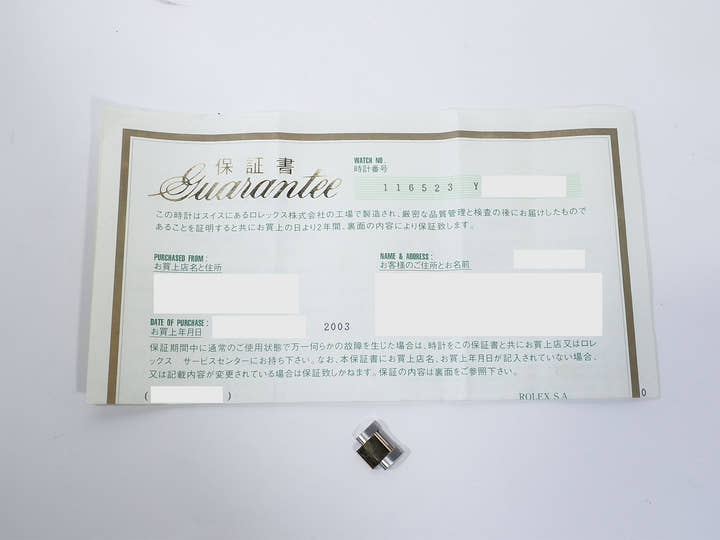 保証書
Guarantee
WATCH NO.
時計番号
116523 Y
この時計はスイスにあるロレックス株式会社の工場で製造され、厳密な品質管理と検査の後にお届けしたもので
あることを証明すると共にお買上の日より2年間、裏面の内容により保証致します。
PURCHASED FROM:
お買上店名と住所
NAME & ADDRESS:
お客様のご住所とお名前
DATE OF PURCHASE:
お買上年月日
2003
保証期間中に通常のご使用状態で万一何らかの故障を生じた場合は、時計をこの保証書と共にお買上店又はロレ
ックス サービスセンターにお持ち下さい。なお、本保証書にお買上店名、お買上年月日が記入されていない場合、
又は記載内容が変更されている場合は保証致しかねます。保証の内容は裏面をご参照下さい。
( )
ROLEX S.A.
0